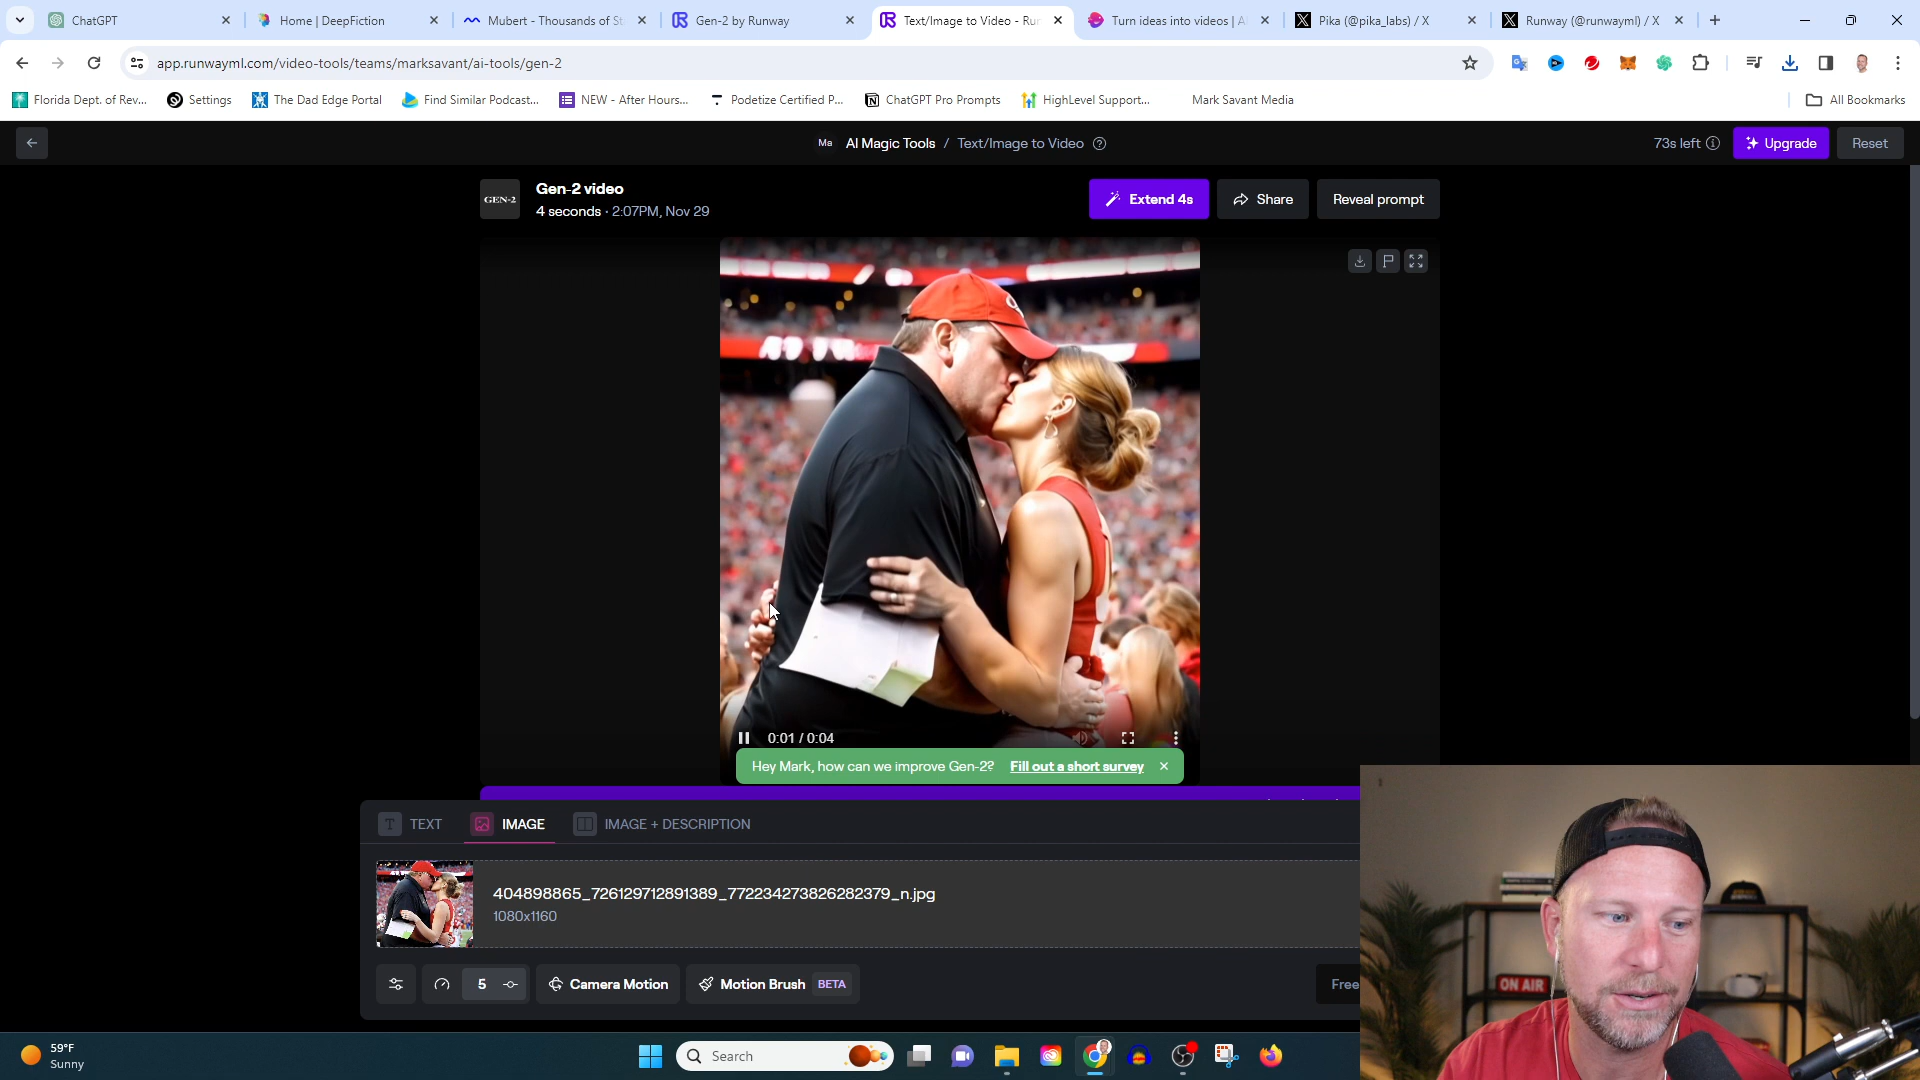 ChatGPT
Home | DeepFiction
Mubert - Thousands of St
Gen-2 by Runway
Text/Image to Video - Run
Turn ideas into videos | AI
Pika (@pika_labs) / X
Runway (@runwayml) / X
app.runwayml.com/video-tools/teams/marksavant/ai-tools/gen-2
Florida Dept. of Rev...
Settings
The Dad Edge Portal
Find Similar Podcast...
NEW - After Hours...
Podetize Certified P...
ChatGPT Pro Prompts
HighLevel Support...
Mark Savant Media
All Bookmarks
Ma AI Magic Tools / Text/Image to Video
73s left
Upgrade
Reset
GEN-2
Gen-2 video
4 seconds · 2:07PM, Nov 29
Extend 4s
Share
Reveal prompt
0:01 / 0:04
Hey Mark, how can we improve Gen-2? Fill out a short survey
T TEXT
IMAGE
IMAGE + DESCRIPTION
404898865_726129712891389_772234273826282379_n.jpg
1080x1160
5
Camera Motion
Motion Brush BETA
Free
ON AIR
59°F
Sunny
Search